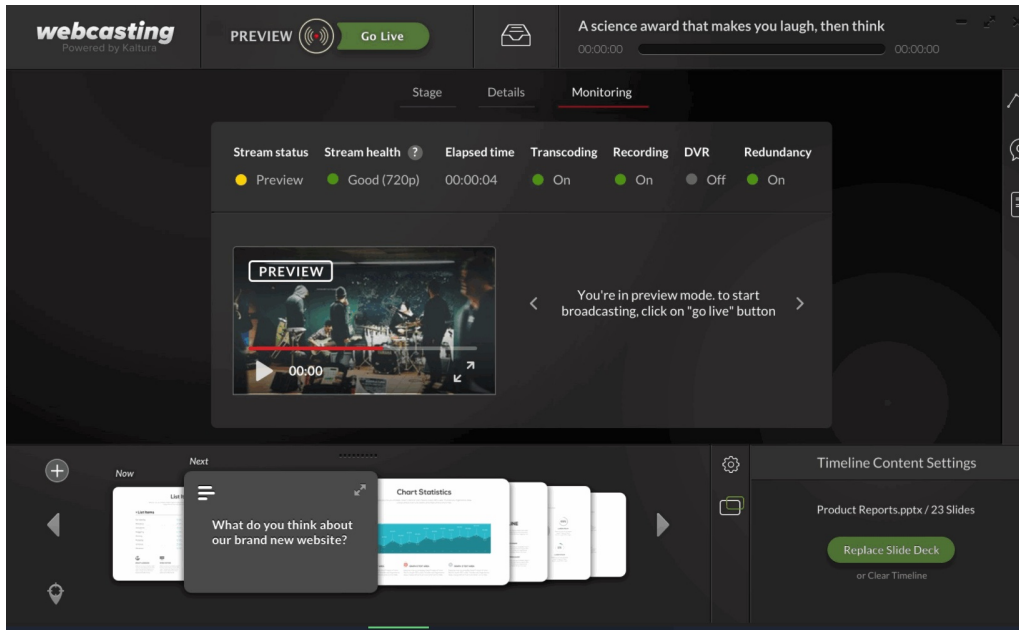 webcasting
Powered by Kaltura
PREVIEW
Go Live
A science award that makes you laugh, then think
00:00:00
00:00:00
Stage
Details
Monitoring
Stream status
Stream health
?
Elapsed time
Transcoding
Recording
DVR
Redundancy
Preview
Good (720p)
00:00:04
On
On
Off
On
PREVIEW
00:00
You're in preview mode. to start
broadcasting, click on "go live" button
Now
Next
What do you think about
our brand new website?
Chart Statistics
Timeline Content Settings
Product Reports.pptx / 23 Slides
Replace Slide Deck
or Clear Timeline